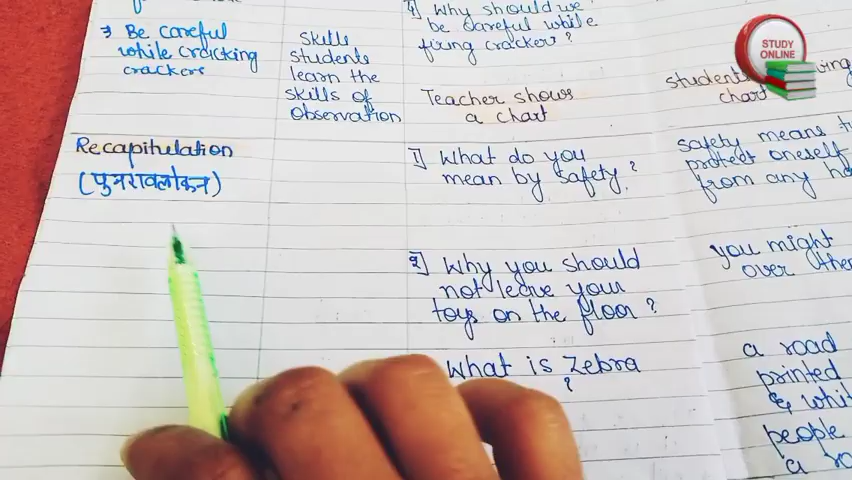 3 Be careful
while cracking
crackers
Skills
students
learn the
skills of
observation
4] Why should we
be careful while
firing crackers?
Teacher shows
a chart
students
chart
STUDY
ONLINE
Recapitulation
(पुनरावलोकन)
1] What do you
mean by safety?
safety means
protect oneself
from any
2] Why you should
not leave your
toys on the floor?
you might
over
What is Zebra
?
a road
printed
&
people
a